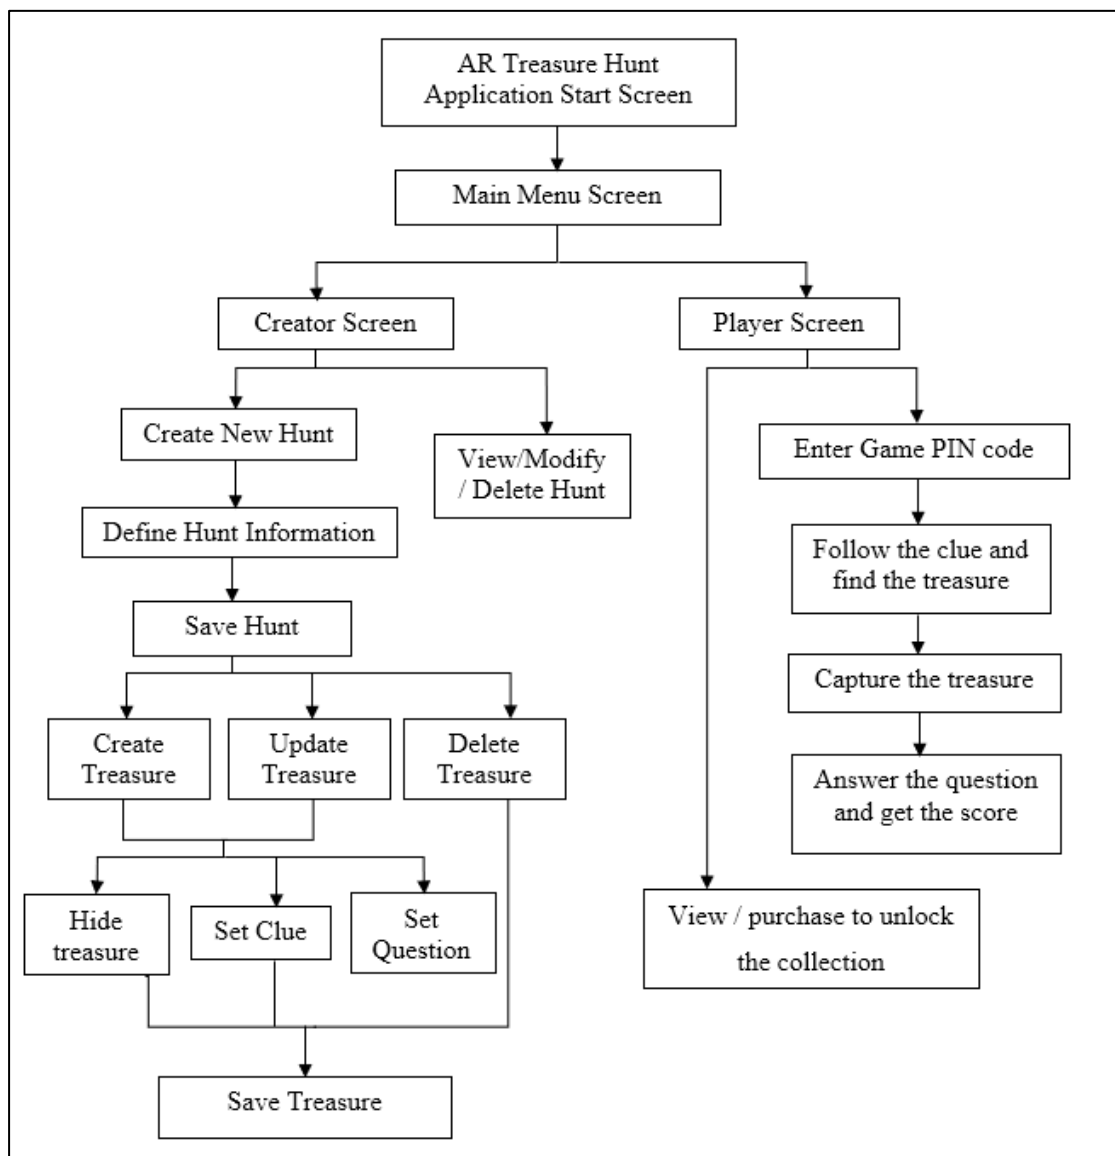 AR Treasure Hunt
Application Start Screen
Main Menu Screen
Creator Screen
Player Screen
Create New Hunt
View/Modify
/ Delete Hunt
Enter Game PIN code
Define Hunt Information
Follow the clue and
find the treasure
Save Hunt
Capture the treasure
Create
Treasure
Update
Treasure
Delete
Treasure
Answer the question
and get the score
Hide
treasure
Set Clue
Set
Question
View / purchase to unlock
the collection
Save Treasure